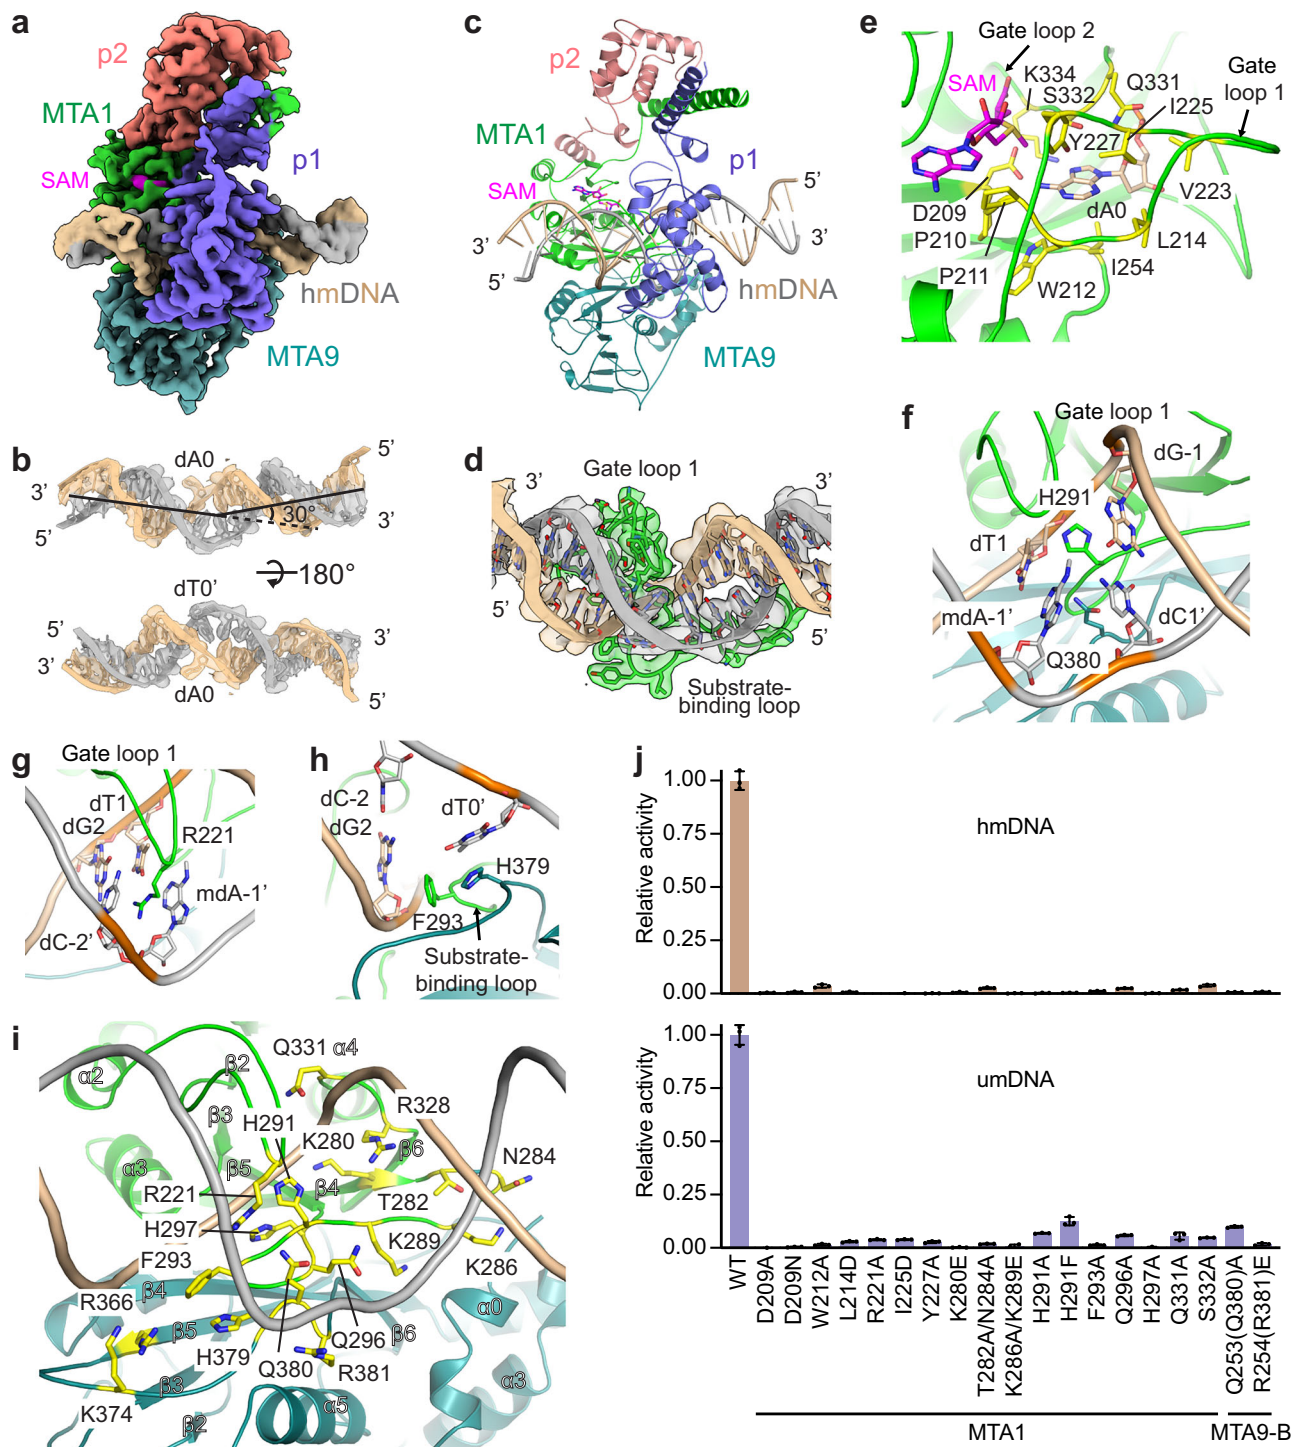 a
p2
MTA1
SAM
p1
hmDNA
MTA9
b
dA0
5’
3’
30°
5’
3’
180°
dT0’
5’
3’
3’
dA0
5’
c
p2
MTA1
p1
SAM
5’
3’
3’
5’
hmDNA
MTA9
d
Gate loop 1
3’
3’
5’
5’
Substrate-
binding loop
e
Gate loop 2
SAM
K334
Q331
Gate
loop 1
S332
I225
Y227
V223
D209
dA0
P210
L214
P211
I254
W212
f
Gate loop 1
dG-1
H291
dT1
mdA-1’
dC1’
Q380
g
Gate loop 1
dT1
dG2
R221
mdA-1’
dC-2’
h
dC-2
dT0’
dG2
H379
F293
Substrate-
binding loop
i
Q331
α4
α2
β2
R328
β3
H291
K280
β6
N284
α3
β5
R221
β4
T282
H297
K289
F293
K286
β4
R366
α0
β5
Q296
β6
H379
Q380
R381
β3
α3
K374
α5
β2
j
1.00
hmDNA
0.75
Relative activity
0.50
0.25
0.00
1.00
umDNA
0.75
Relative activity
0.50
0.25
0.00
WT
D209A
D209N
W212A
L214D
R221A
I225D
Y227A
K280E
T282A/N284A
K286A/K289E
H291A
H291F
F293A
Q296A
H297A
Q331A
S332A
Q253(Q380)A
R254(R381)E
MTA1
MTA9-B